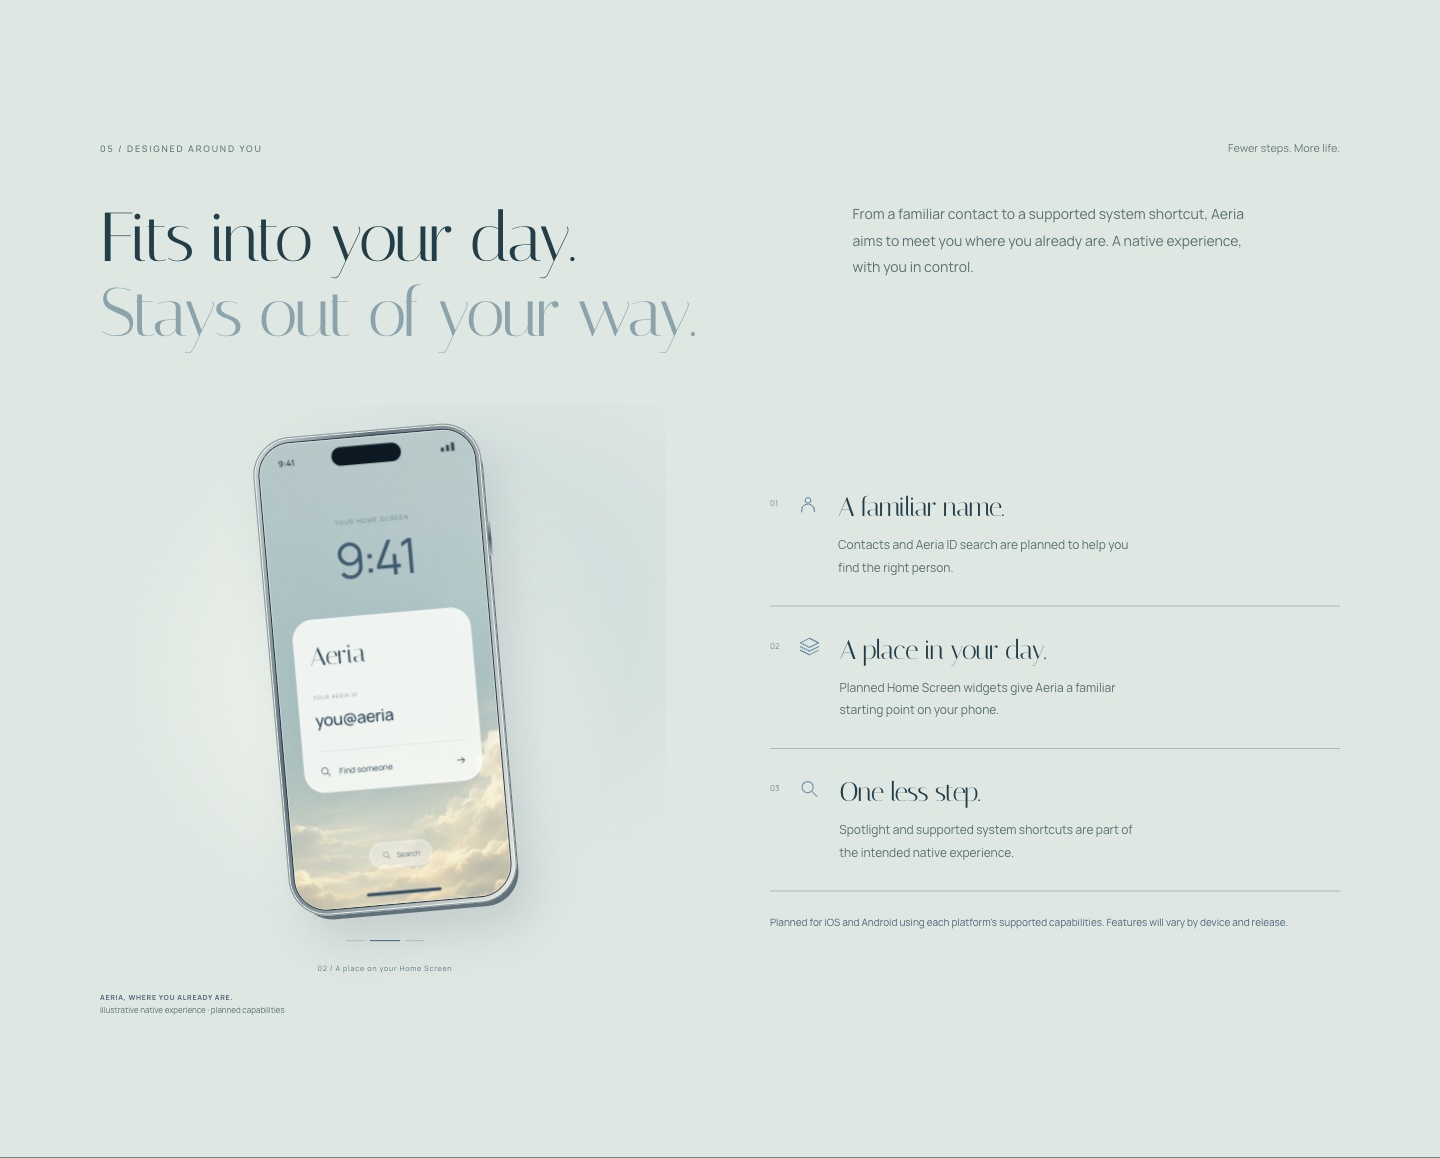 05 / DESIGNED AROUND YOU
Fewer steps. More life.
Fits into your day.
Stays out of your way.
From a familiar contact to a supported system shortcut, Aeria
aims to meet you where you already are. A native experience,
with you in control.
9:41
YOUR HOME SCREEN
9:41
Aeria
YOUR AERIA ID
you@aeria
Find someone
Search
02 / A place on your Home Screen
AERIA, WHERE YOU ALREADY ARE.
Illustrative native experience · planned capabilities
01
A familiar name.
Contacts and Aeria ID search are planned to help you
find the right person.
02
A place in your day.
Planned Home Screen widgets give Aeria a familiar
starting point on your phone.
03
One less step.
Spotlight and supported system shortcuts are part of
the intended native experience.
Planned for iOS and Android using each platform's supported capabilities. Features will vary by device and release.